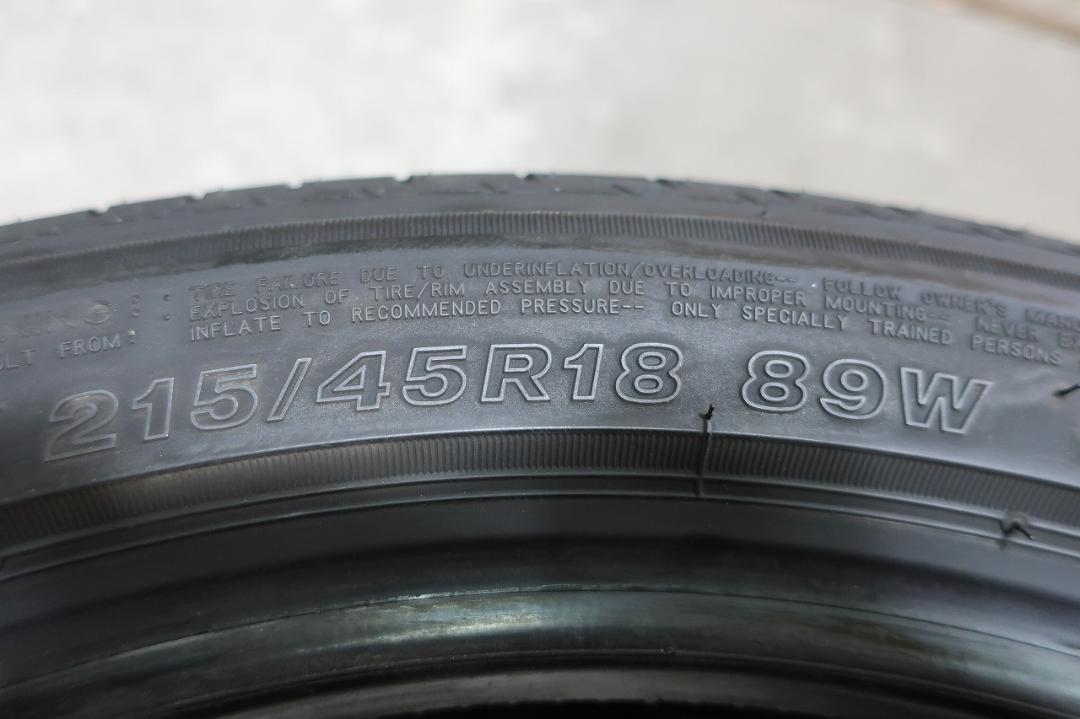 TIRE FAILURE DUE TO UNDERINFLATION/OVERLOADING-- FOLLOW OWNER'S
EXPLOSION OF TIRE/RIM ASSEMBLY DUE TO IMPROPER MOUNTING-- NEVER
FROM: INFLATE TO RECOMMENDED PRESSURE-- ONLY SPECIALLY TRAINED PERSONS
215/45R18 89W